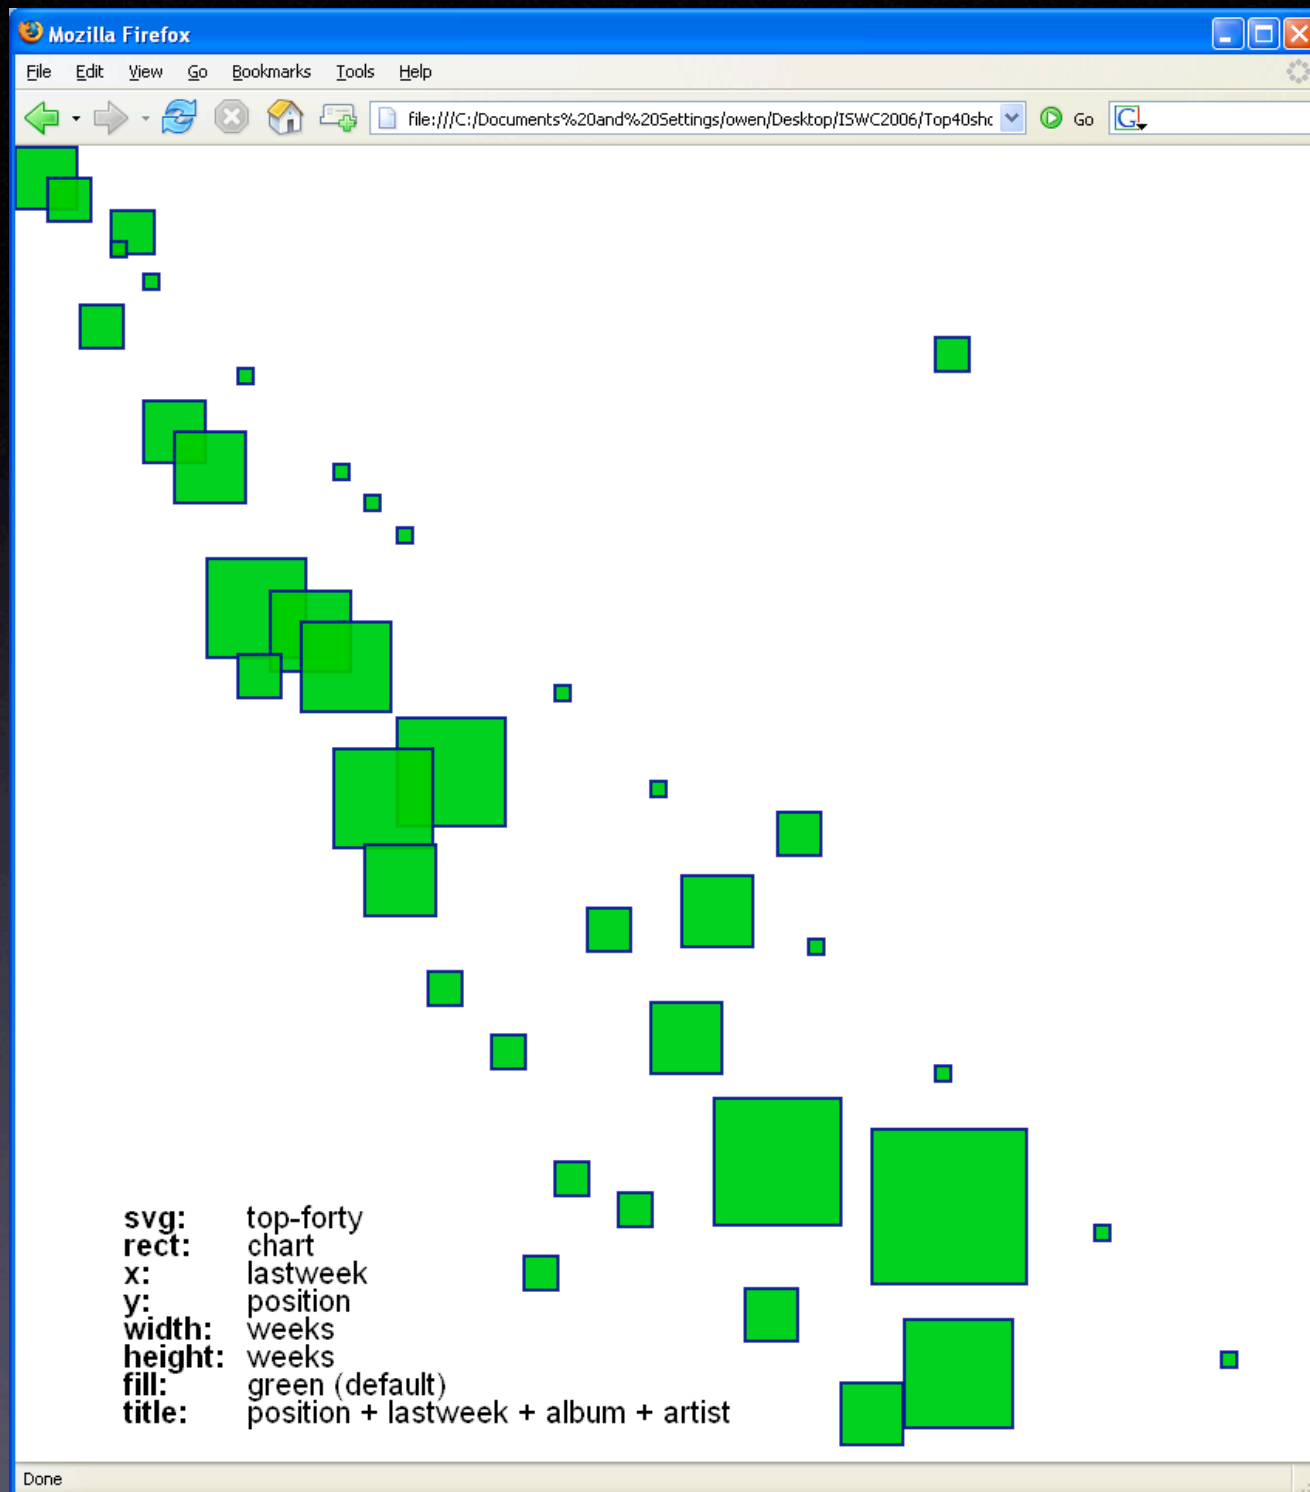 Mozilla Firefox
File Edit View Go Bookmarks Tools Help
file:///C:/Documents%20and%20Settings/owen/Desktop/ISWC2006/Top40shc Go G
svg: top-forty
rect: chart
x: lastweek
y: position
width: weeks
height: weeks
fill: green (default)
title: position + lastweek + album + artist
Done